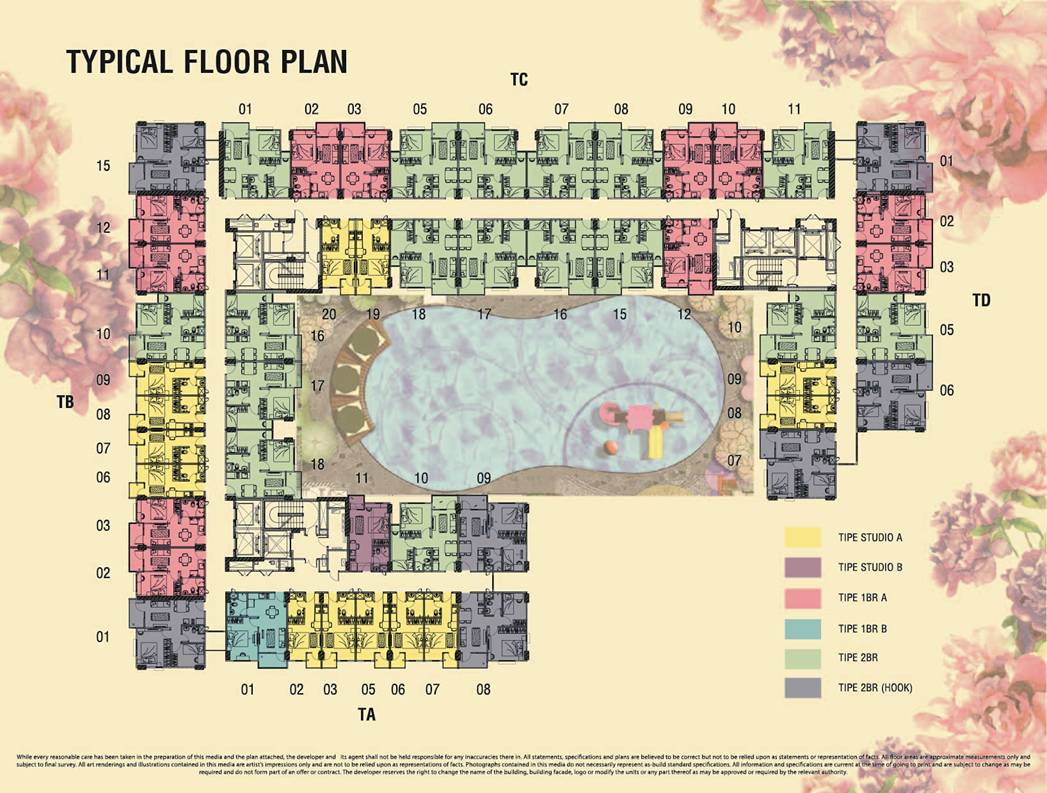 TYPICAL FLOOR PLAN
TC
01 02 03 05 06 07 08 09 10 11
15
01
12
02
11
03
TD
20 19 18 17 16 15 12
10
16
10
05
09
17
09
06
TB
08
08
07
18
07
06
11 10 09
03
TIPE STUDIO A
TIPE STUDIO B
02
TIPE 1BR A
01
TIPE 1BR B
TIPE 2BR
TIPE 2BR (HOOK)
01 02 03 05 06 07 08
TA
While every reasonable care has been taken in the preparation of this media and the plan attached, the developer and its agent shall not be held responsible for any inaccuracies there in. All statements, specifications and plans are believed to be correct but not to be relied upon as statements or representation of facts. All floor areas are approximate measurements only and
subject to final survey. All art renderings and illustrations contained in this media are artist's impressions only and are not to be relied upon as representations of facts. Photographs contained in this media do not necessarily represent as-build standard specifications. All information and specifications are current at the time of going to print and are subject to change as may be
required and do not form part of an offer or contract. The developer reserves the right to change the name of the building, building facade, logo or modify the units or any part thereof as may be approved or required by the relevant authority.